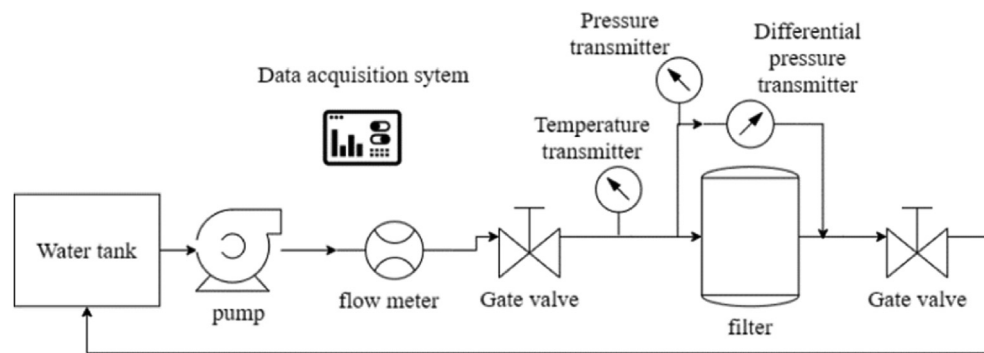 Pressure
transmitter
Differential
pressure
transmitter
Data acquisition sytem
Temperature
transmitter
Water tank
pump
flow meter
Gate valve
filter
Gate valve